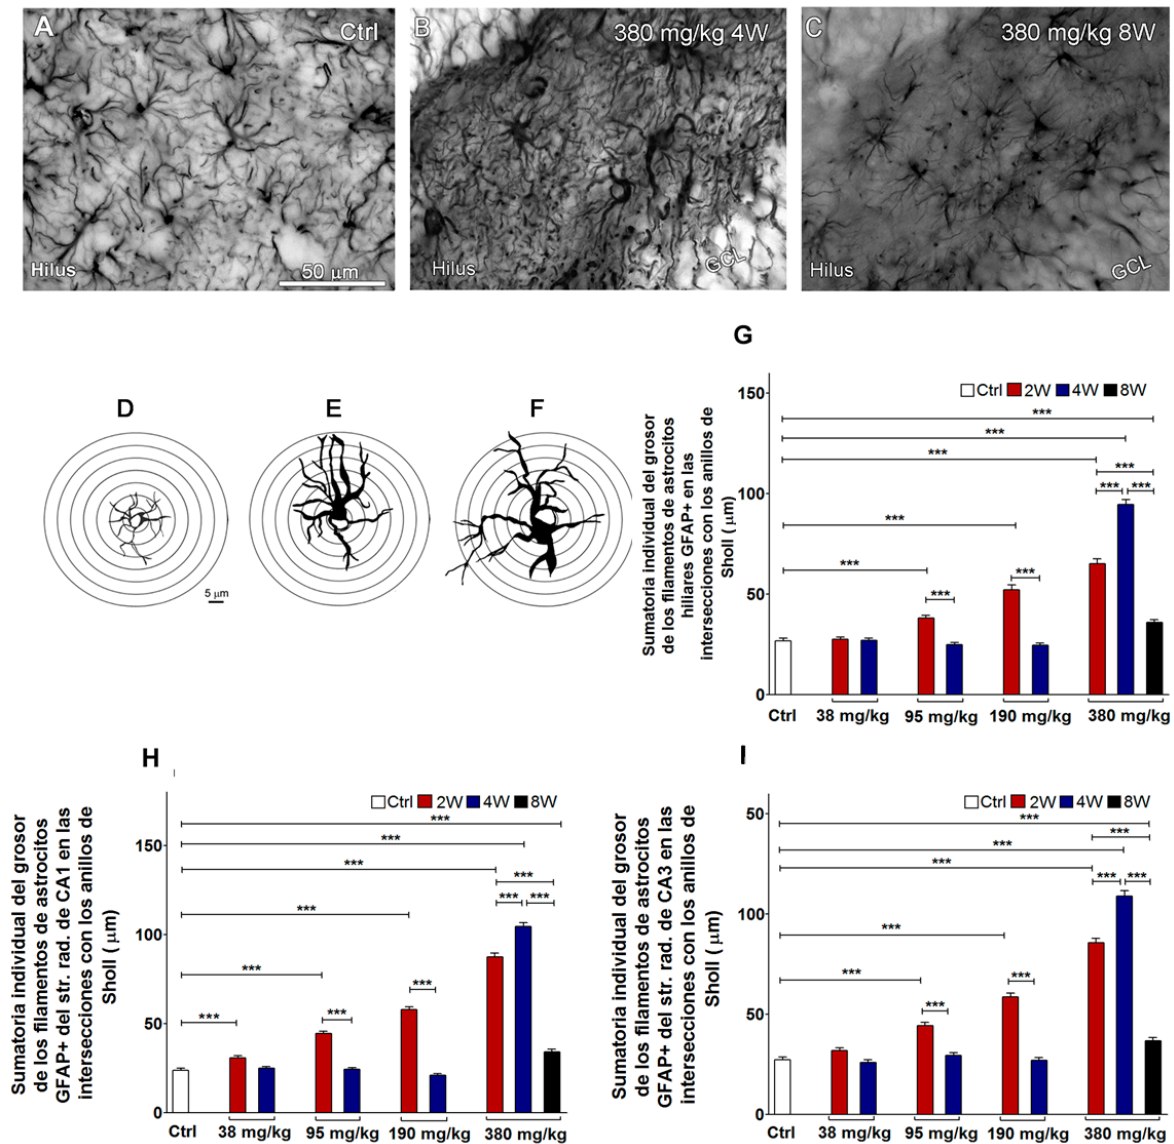 A
Ctrl
Hilus
50 µm
B
380 mg/kg 4W
Hilus
GCL
C
380 mg/kg 8W
Hilus
GCL
D
E
F
5 µm
G
Sumatoria individual del grosor
de los filamentos de astrocitos
hiliares GFAP+ en las
intersecciones con los anillos de
Sholl ( µm)
150
100
50
0
Ctrl 2W 4W 8W
***
***
***
***
*** ***
***
*** ***
***
Ctrl 38 mg/kg 95 mg/kg 190 mg/kg 380 mg/kg
H
Sumatoria individual del grosor
de los filamentos de astrocitos
GFAP+ del str. rad. de CA1 en las
intersecciones con los anillos de
Sholl ( µm)
150
100
50
0
Ctrl 2W 4W 8W
***
***
***
***
*** ***
***
***
***
***
***
Ctrl 38 mg/kg 95 mg/kg 190 mg/kg 380 mg/kg
I
Sumatoria individual del grosor
de los filamentos de astrocitos
GFAP+ del str. rad. de CA3 en las
intersecciones con los anillos de
Sholl ( µm)
50
100
50
0
Ctrl 2W 4W 8W
***
***
***
***
*** ***
***
***
***
***
Ctrl 38 mg/kg 95 mg/kg 190 mg/kg 380 mg/kg